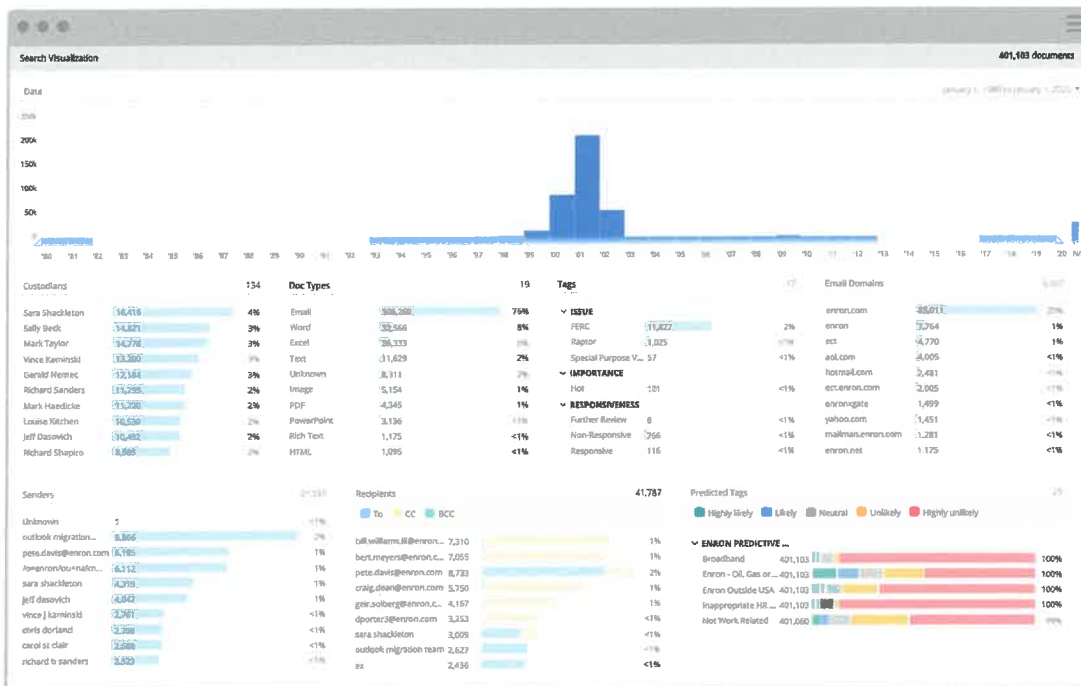 Search Visualization 401,103 documents
Date
200k
150k
100k
50k
'80 '81 '82 '83 '84 '85 '86 '87 '88 '89 '90 '91 '92 '93 '94 '95 '96 '97 '98 '99 '00 '01 '02 '03 '04 '05 '06 '07 '08 '09 '10 '11 '12 '13 '14 '15 '16 '17 '18 '19 '20
Custodians 134 Doc Types 19 Tags 17 Email Domains
Sara Shackleton 16,416 4% Email 76% ISSUE enron.com
Sally Beck 14,821 3% Word 32,566 8% FERC 11,827 2% enron 7,764 1%
Mark Taylor 14,778 3% Excel Raptor 1,025 <1% ect 4,770 1%
Vince Kaminski 13,200 3% Text 11,629 2% Special Purpose V... 57 <1% aol.com 4,005 <1%
Gerald Nemec 12,184 3% Unknown 8,311 2% IMPORTANCE hotmail.com 2,481 <1%
Richard Sanders 2% Image 5,154 1% Hot 101 <1% ect.enron.com 2,005 <1%
Mark Haedicke 2% PDF 4,345 1% RESPONSIVENESS enronxgate 1,499 <1%
Louise Kitchen 10,530 2% PowerPoint 3,136 <1% Further Review 8 <1% yahoo.com 1,451 <1%
Jeff Dasovich 10,492 2% Rich Text 1,175 <1% Non-Responsive 266 <1% mailman.enron.com 1,281 <1%
Richard Shapiro 2% HTML 1,095 <1% Responsive 116 <1% enron.net 1,175 <1%
Senders Recipients 41,787 Predicted Tags
To CC BCC Highly likely Likely Neutral Unlikely Highly unlikely
Unknown <1%
outlook migration... 2% bill.williams.iii@enron... 7,310 1% ENRON PREDICTIVE ...
pete.davis@enron.com 6,195 1% bert.meyers@enron.c... 7,055 1% Broadband 401,103 100%
6,112 1% pete.davis@enron.com 8,733 2% Enron - Oil, Gas or ... 401,103 100%
sara shackleton 4,319 1% craig.dean@enron.com 5,750 1% Enron Outside USA 401,103 100%
jeff dasovich 4,042 1% geir.solberg@enron.c... 4,167 1% Inappropriate HR ... 401,103 100%
vince j kaminski 2,761 <1% dporter3@enron.com 3,253 <1% Not Work Related 401,060
chris dorland <1% sara shackleton 3,009 <1%
carol st clair <1% outlook migration team 2,627 <1%
richard b sanders <1% ex 2,436 <1%